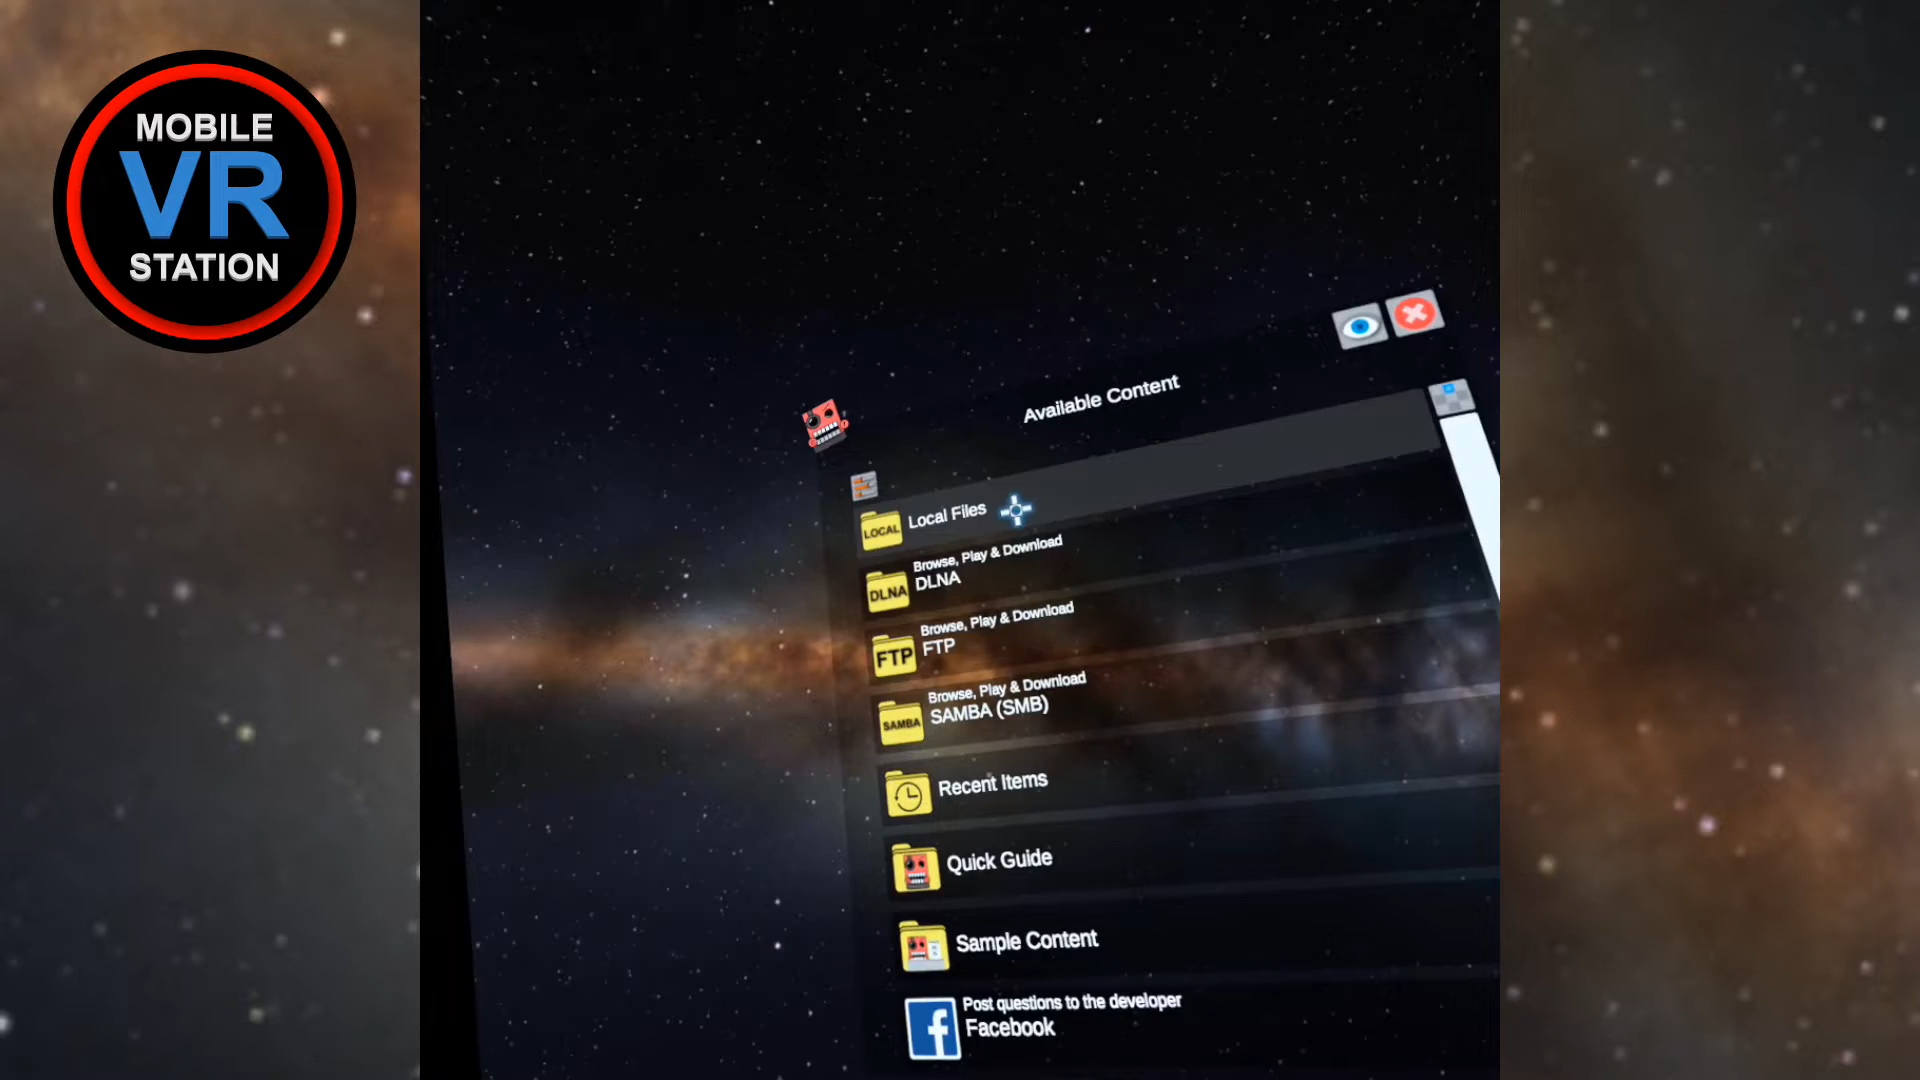 MOBILE
VR
STATION
Available Content
LOCAL
Local Files
Browse, Play & Download
DLNA
DLNA
Browse, Play & Download
FTP
FTP
Browse, Play & Download
SAMBA
SAMBA (SMB)
Recent Items
Quick Guide
Sample Content
Post questions to the developer
Facebook